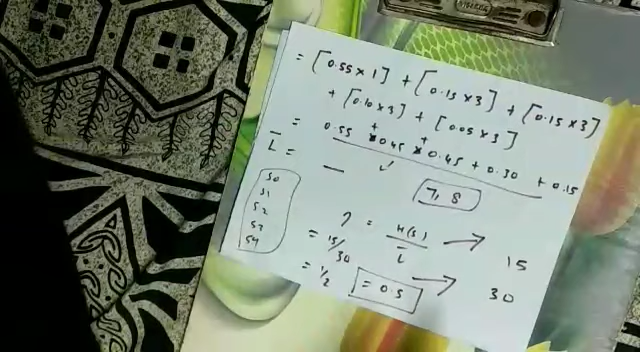 = [0.55 x 1] + [0.15 x 3] + [0.15 x 3]
+ [0.10 x 3] + [0.05 x 3]
= 0.55 + 0.45 + 0.45 + 0.30 + 0.15
L =
7, 8
S0
S1
S2
S3
S4
η = H(s) / L → 15
= 15/30
30
= 1/2 = 0.5 →